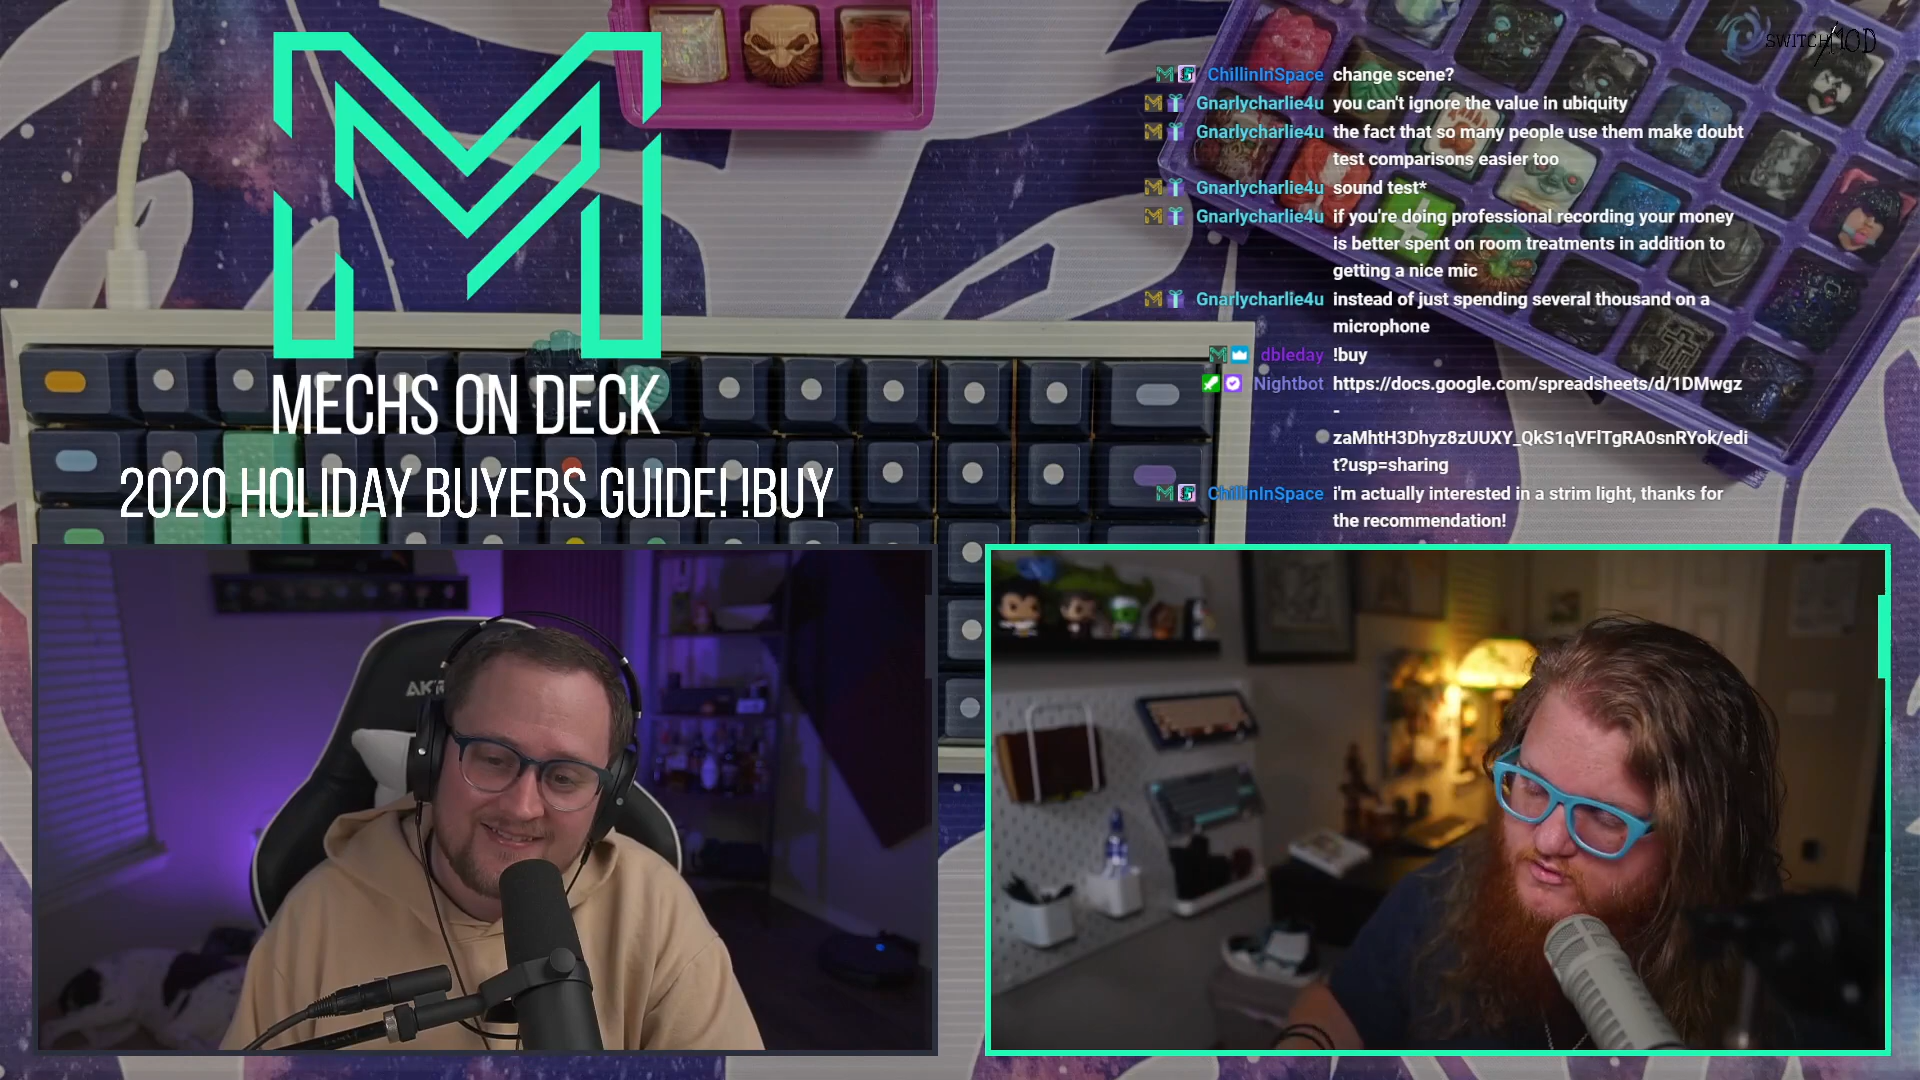 SWITCHMOD
ChillinInSpace change scene?
Gnarlycharlie4u you can't ignore the value in ubiquity
Gnarlycharlie4u the fact that so many people use them make doubt
test comparisons easier too
Gnarlycharlie4u sound test*
Gnarlycharlie4u if you're doing professional recording your money
is better spent on room treatments in addition to
getting a nice mic
Gnarlycharlie4u instead of just spending several thousand on a
microphone
dbleday !buy
Nightbot https://docs.google.com/spreadsheets/d/1DMwgz
-
zaMhtH3Dhyz8zUUXY_QkS1qVFlTgRA0snRYok/edi
t?usp=sharing
ChillinInSpace i'm actually interested in a strim light, thanks for
the recommendation!
MECHS ON DECK
2020 HOLIDAY BUYERS GUIDE! !BUY